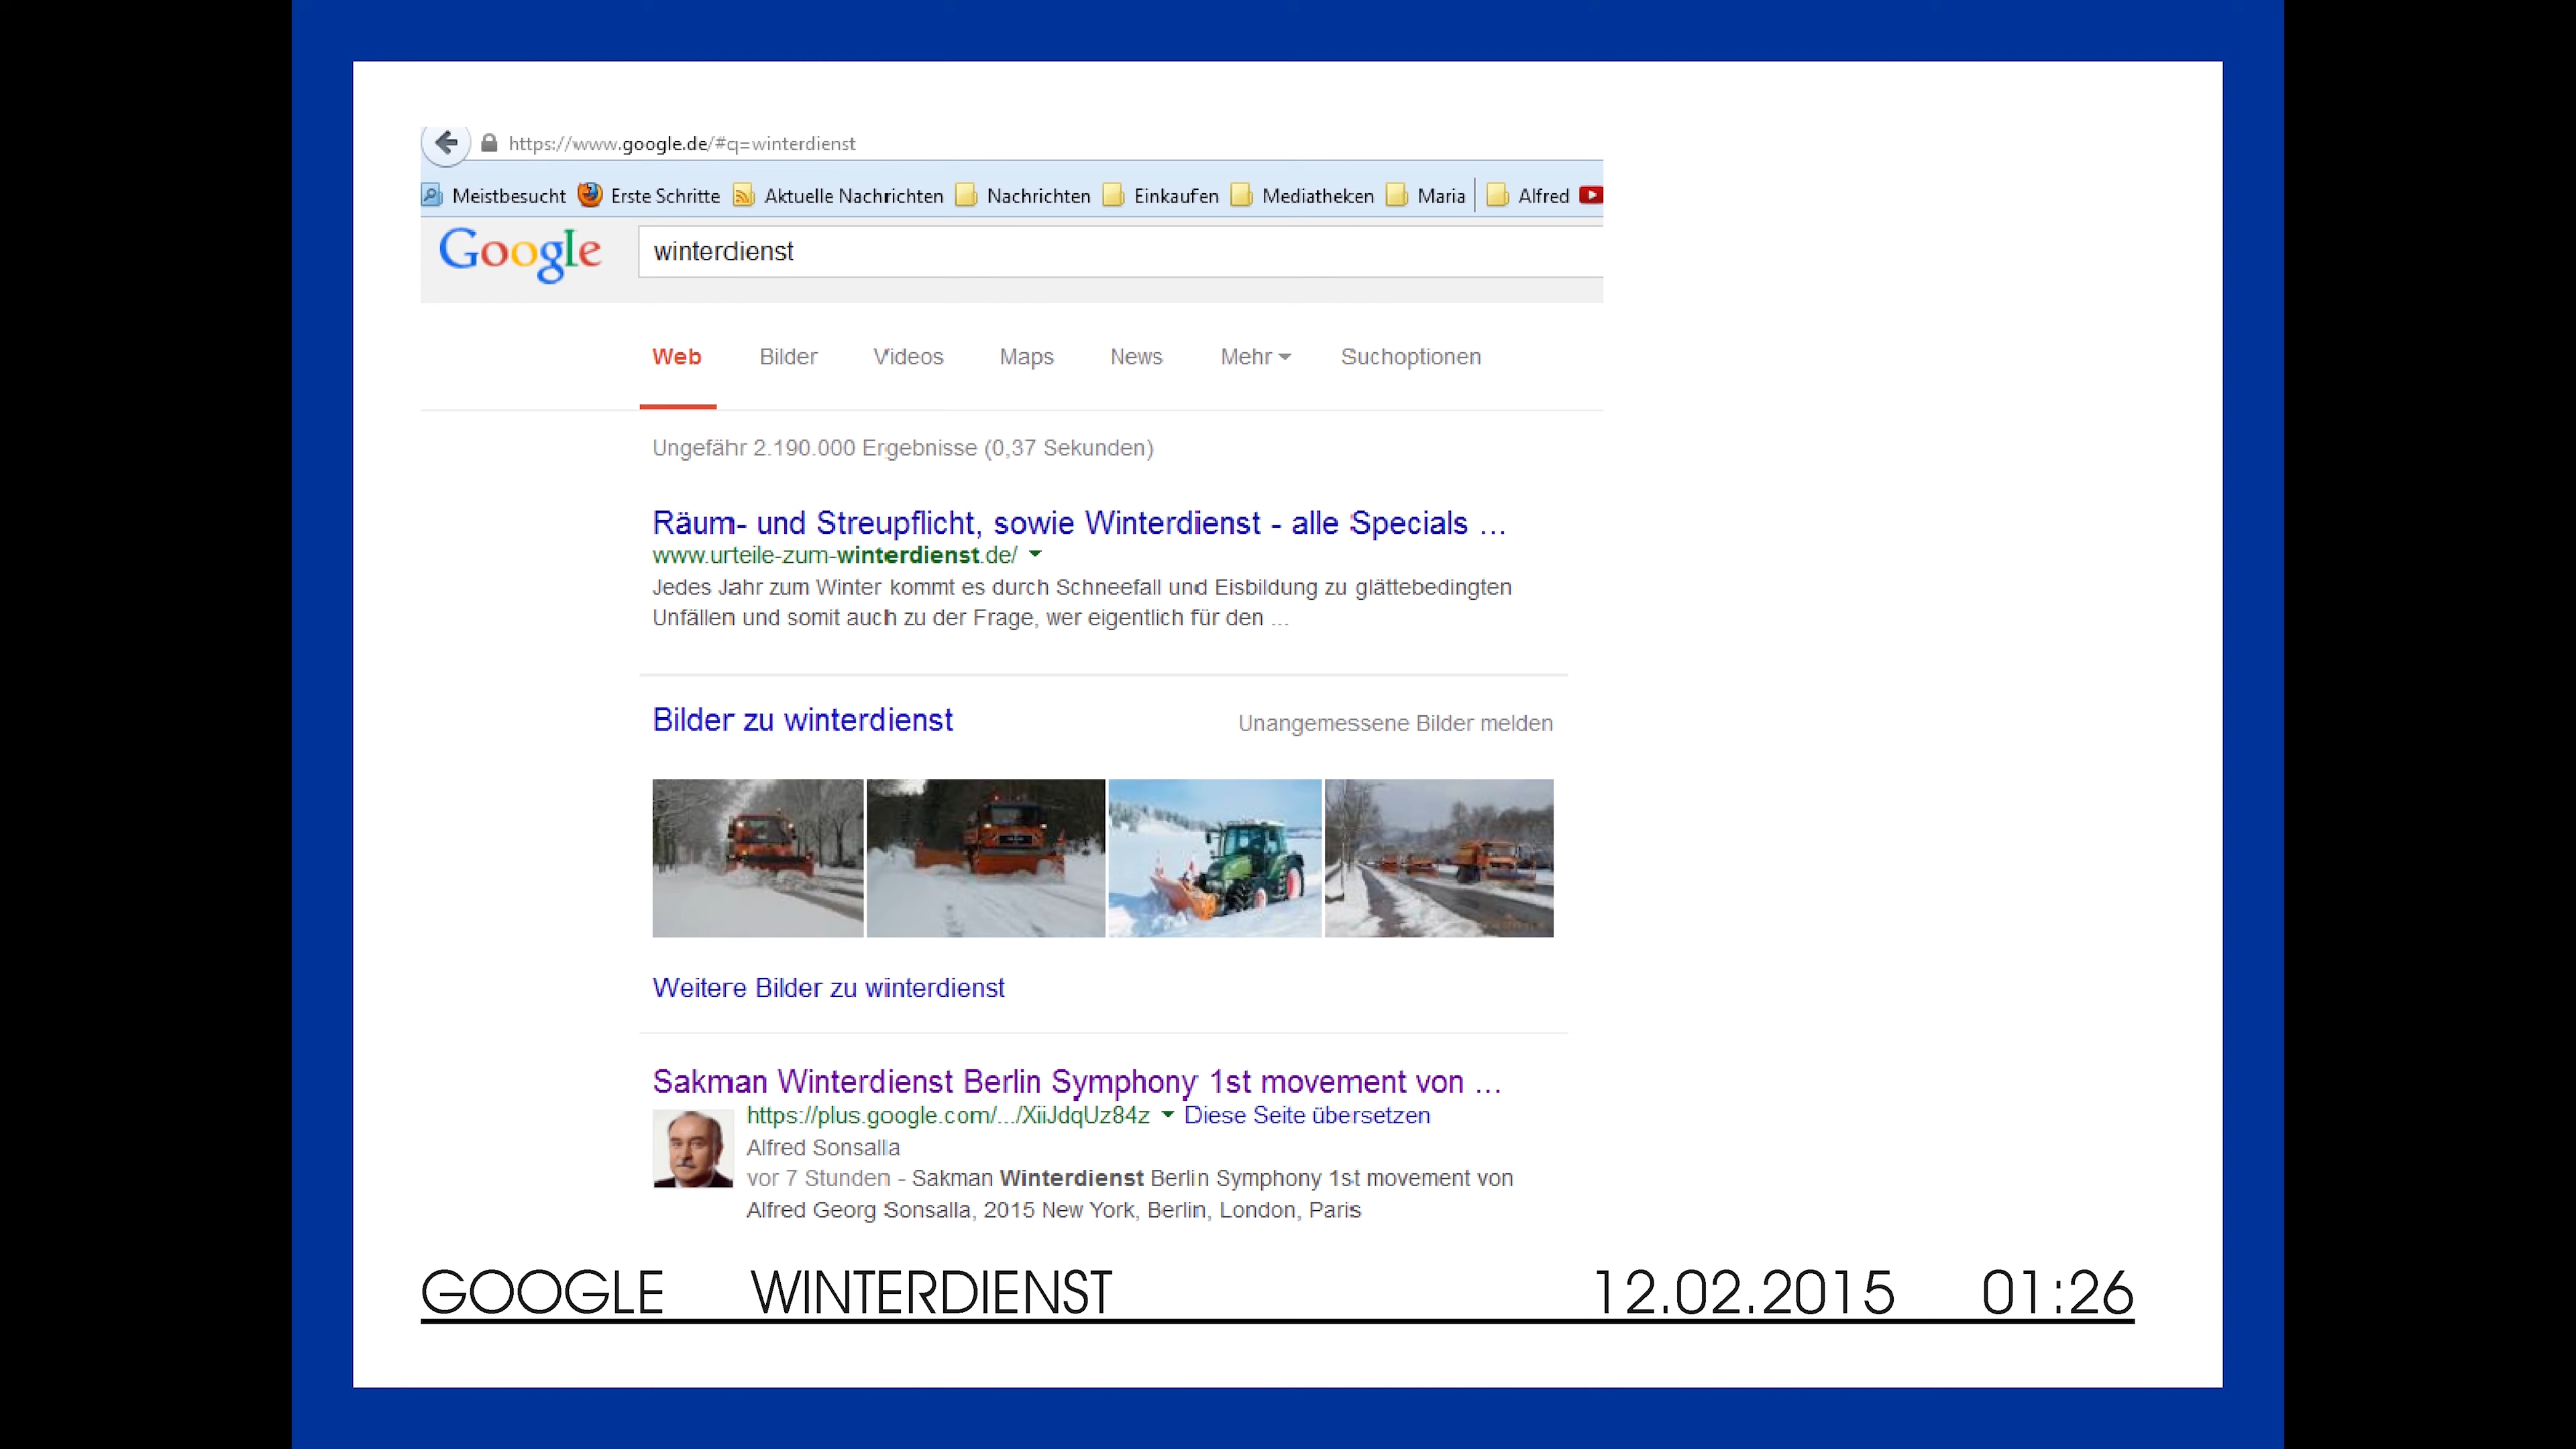 https://www.google.de/#q=winterdienst
Meistbesucht Erste Schritte Aktuelle Nachrichten Nachrichten Einkaufen Mediatheken Maria Alfred
Google winterdienst
Web Bilder Videos Maps News Mehr Suchoptionen
Ungefähr 2.190.000 Ergebnisse (0,37 Sekunden)
Räum- und Streupflicht, sowie Winterdienst - alle Specials ...
www.urteile-zum-winterdienst.de/
Jedes Jahr zum Winter kommt es durch Schneefall und Eisbildung zu glättebedingten
Unfällen und somit auch zu der Frage, wer eigentlich für den ...
Bilder zu winterdienst Unangemessene Bilder melden
Weitere Bilder zu winterdienst
Sakman Winterdienst Berlin Symphony 1st movement von ...
https://plus.google.com/.../XiiJdqUz84z Diese Seite übersetzen
Alfred Sonsalla
vor 7 Stunden - Sakman Winterdienst Berlin Symphony 1st movement von
Alfred Georg Sonsalla, 2015 New York, Berlin, London, Paris
GOOGLE WINTERDIENST 12.02.2015 01:26